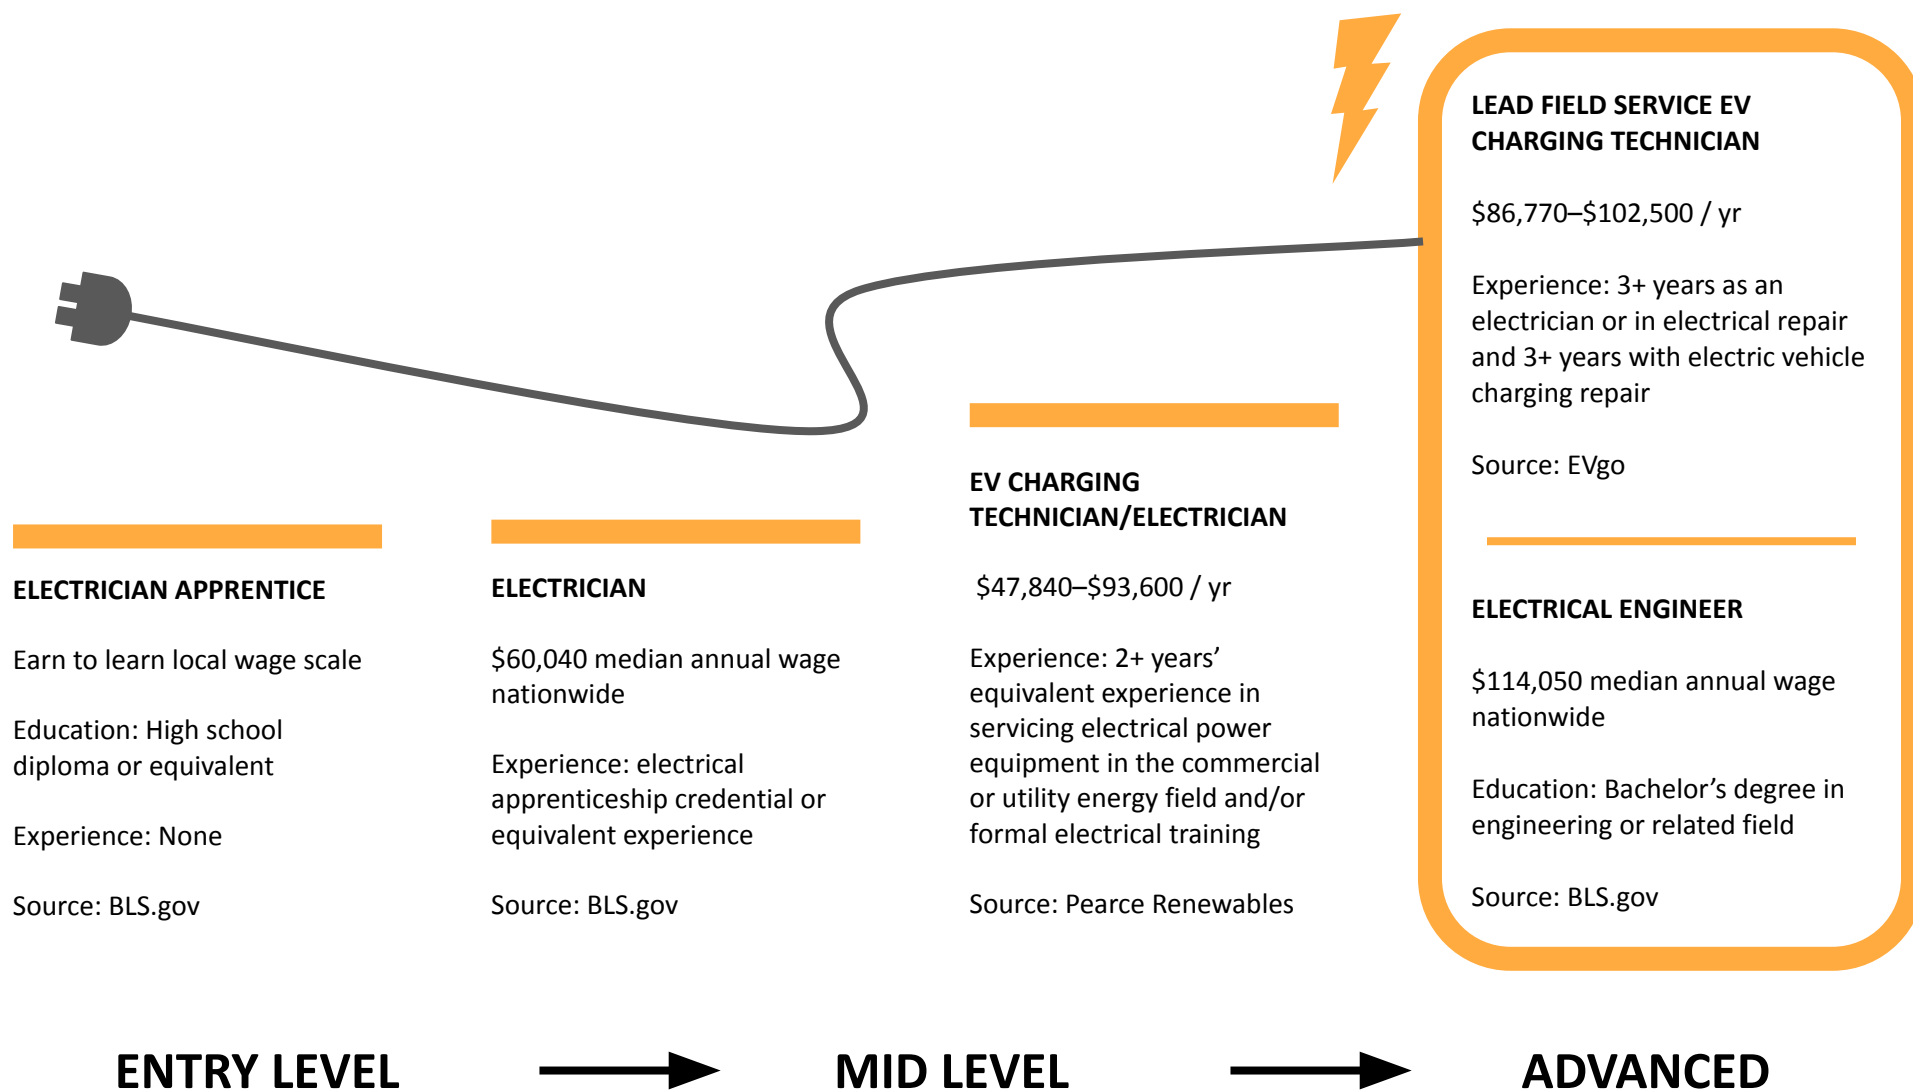 ELECTRICIAN APPRENTICE
Earn to learn local wage scale
Education: High school
diploma or equivalent
Experience: None
Source: BLS.gov
ELECTRICIAN
$60,040 median annual wage
nationwide
Experience: electrical
apprenticeship credential or
equivalent experience
Source: BLS.gov
EV CHARGING
TECHNICIAN/ELECTRICIAN
$47,840–$93,600 / yr
Experience: 2+ years’
equivalent experience in
servicing electrical power
equipment in the commercial
or utility energy field and/or
formal electrical training
Source: Pearce Renewables
LEAD FIELD SERVICE EV
CHARGING TECHNICIAN
$86,770–$102,500 / yr
Experience: 3+ years as an
electrician or in electrical repair
and 3+ years with electric vehicle
charging repair
Source: EVgo
ELECTRICAL ENGINEER
$114,050 median annual wage
nationwide
Education: Bachelor’s degree in
engineering or related field
Source: BLS.gov
ENTRY LEVEL
MID LEVEL
ADVANCED